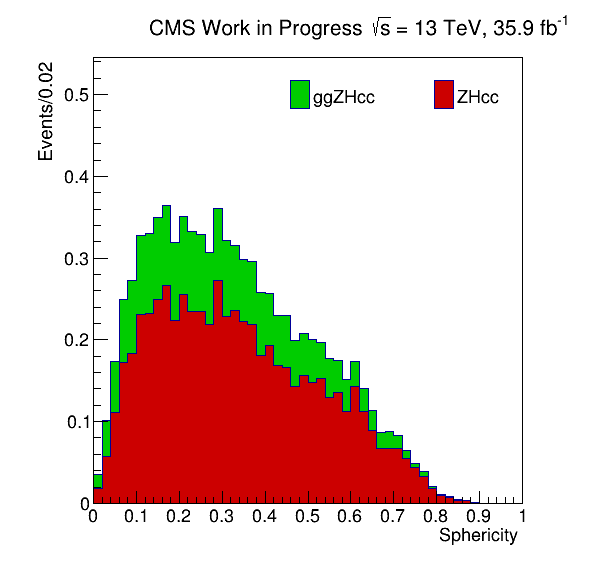 CMS Work in Progress √s = 13 TeV, 35.9 fb⁻¹
Events/0.02
ggZHcc ZHcc
0.5
0.4
0.3
0.2
0.1
0
0 0.1 0.2 0.3 0.4 0.5 0.6 0.7 0.8 0.9 1
Sphericity